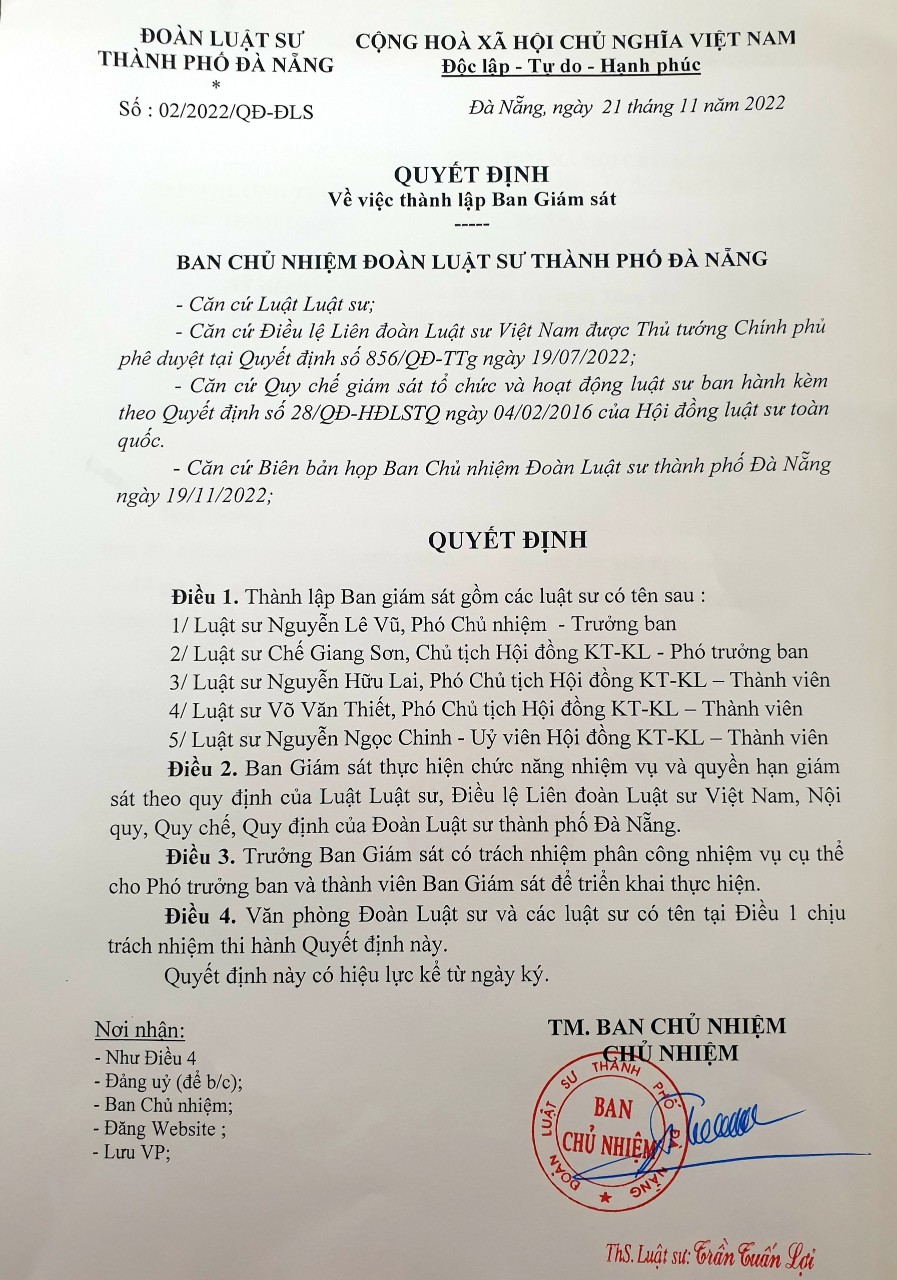 ĐOÀN LUẬT SƯ
THÀNH PHỐ ĐÀ NẴNG
*
Số : 02/2022/QĐ-ĐLS
CỘNG HOÀ XÃ HỘI CHỦ NGHĨA VIỆT NAM
Độc lập - Tự do - Hạnh phúc
Đà Nẵng, ngày 21 tháng 11 năm 2022
QUYẾT ĐỊNH
Về việc thành lập Ban Giám sát
-----
BAN CHỦ NHIỆM ĐOÀN LUẬT SƯ THÀNH PHỐ ĐÀ NẴNG
- Căn cứ Luật Luật sư;
- Căn cứ Điều lệ Liên đoàn Luật sư Việt Nam được Thủ tướng Chính phủ
phê duyệt tại Quyết định số 856/QĐ-TTg ngày 19/07/2022;
- Căn cứ Quy chế giám sát tổ chức và hoạt động luật sư ban hành kèm
theo Quyết định số 28/QĐ-HĐLSTQ ngày 04/02/2016 của Hội đồng luật sư toàn
quốc.
- Căn cứ Biên bản họp Ban Chủ nhiệm Đoàn Luật sư thành phố Đà Nẵng
ngày 19/11/2022;
QUYẾT ĐỊNH
Điều 1. Thành lập Ban giám sát gồm các luật sư có tên sau :
1/ Luật sư Nguyễn Lê Vũ, Phó Chủ nhiệm - Trưởng ban
2/ Luật sư Chế Giang Sơn, Chủ tịch Hội đồng KT-KL - Phó trưởng ban
3/ Luật sư Nguyễn Hữu Lai, Phó Chủ tịch Hội đồng KT-KL – Thành viên
4/ Luật sư Võ Văn Thiết, Phó Chủ tịch Hội đồng KT-KL – Thành viên
5/ Luật sư Nguyễn Ngọc Chinh - Uỷ viên Hội đồng KT-KL – Thành viên
Điều 2. Ban Giám sát thực hiện chức năng nhiệm vụ và quyền hạn giám
sát theo quy định của Luật Luật sư, Điều lệ Liên đoàn Luật sư Việt Nam, Nội
quy, Quy chế, Quy định của Đoàn Luật sư thành phố Đà Nẵng.
Điều 3. Trưởng Ban Giám sát có trách nhiệm phân công nhiệm vụ cụ thể
cho Phó trưởng ban và thành viên Ban Giám sát để triển khai thực hiện.
Điều 4. Văn phòng Đoàn Luật sư và các luật sư có tên tại Điều 1 chịu
trách nhiệm thi hành Quyết định này.
Quyết định này có hiệu lực kể từ ngày ký.
Nơi nhận:
- Như Điều 4
- Đảng uỷ (để b/c);
- Ban Chủ nhiệm;
- Đăng Website ;
- Lưu VP;
TM. BAN CHỦ NHIỆM
CHỦ NHIỆM
ĐOÀN LUẬT SƯ THÀNH PHỐ ĐÀ NẴNG
BAN
CHỦ NHIỆM
ThS. Luật sư: Trần Tuấn Lợi